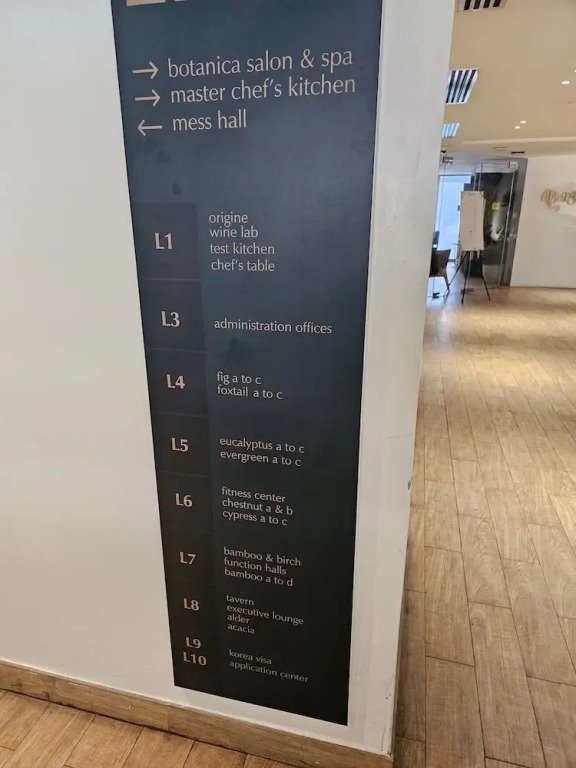 → botanica salon & spa
→ master chef's kitchen
← mess hall
L1
origine
wine lab
test kitchen
chef's table
L3
administration offices
L4
fig a to c
foxtail a to c
L5
eucalyptus a to c
evergreen a to c
L6
fitness center
chestnut a & b
cypress a to c
L7
bamboo & birch
function halls
bamboo a to d
L8
tavern
executive lounge
alder
acacia
L9
L10
korea visa
application center